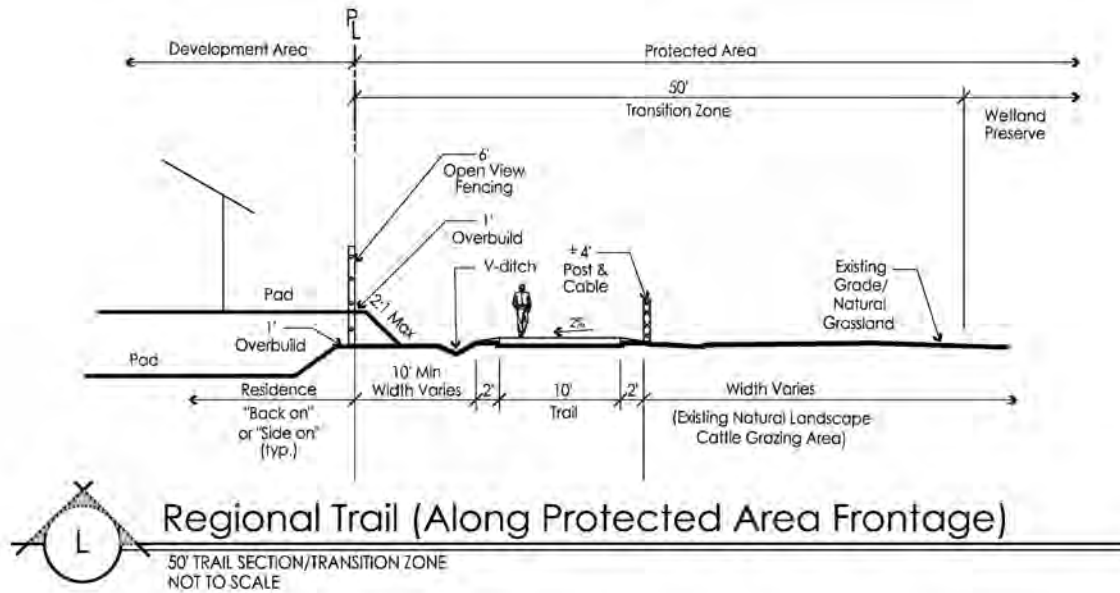 PL
Development Area
Protected Area
50'
Transition Zone
Welland
Preserve
6'
Open View
Fencing
1'
Overbuild
V-ditch
±4'
Post &
Cable
Existing
Grade/
Natural
Grassland
Pad
2:1 Max
2%
1'
Overbuild
Pad
Residence
"Back on"
or "Side on"
(typ.)
10' Min
Width Varies
2'
10'
Trail
2'
Width Varies
(Existing Natural Landscape
Cattle Grazing Area)
L
Regional Trail (Along Protected Area Frontage)
50' TRAIL SECTION/TRANSITION ZONE
NOT TO SCALE